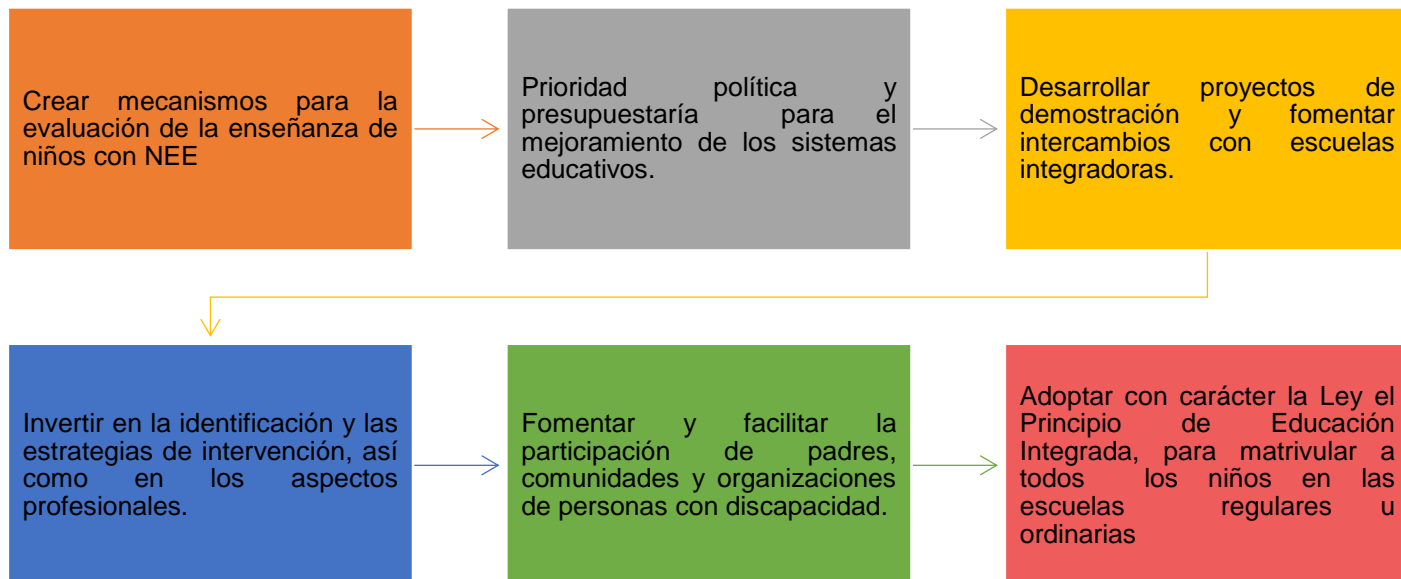 Crear mecanismos para la
evaluación de la enseñanza de
niños con NEE
Prioridad política y
presupuestaría para el
mejoramiento de los sistemas
educativos.
Desarrollar proyectos de
demostración y fomentar
intercambios con escuelas
integradoras.
Invertir en la identificación y las
estrategias de intervención, así
como en los aspectos
profesionales.
Fomentar y facilitar la
participación de padres,
comunidades y organizaciones
de personas con discapacidad.
Adoptar con carácter la Ley el
Principio de Educación
Integrada, para matrivular a
todos los niños en las
escuelas regulares u
ordinarias